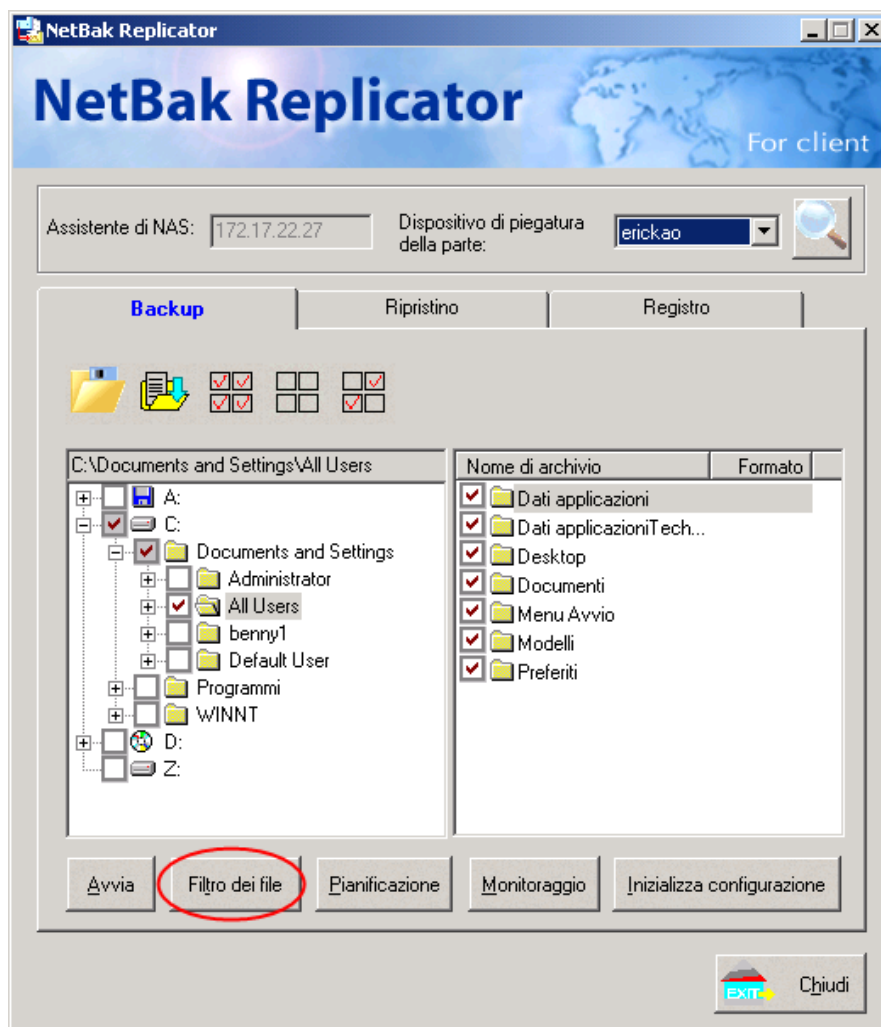 NetBak Replicator
NetBak Replicator
For client
Assistente di NAS: 172.17.22.27 Dispositivo di piegatura della parte: erickao
Backup Ripristino Registro
C:\Documents and Settings\All Users
A:
C:
Documents and Settings
Administrator
All Users
benny1
Default User
Programmi
WINNT
D:
Z:
Nome di archivio Formato
Dati applicazioni
Dati applicazioniTech...
Desktop
Documenti
Menu Avvio
Modelli
Preferiti
Avvia Filtro dei file Pianificazione Monitoraggio Inizializza configurazione
EXIT Chiudi